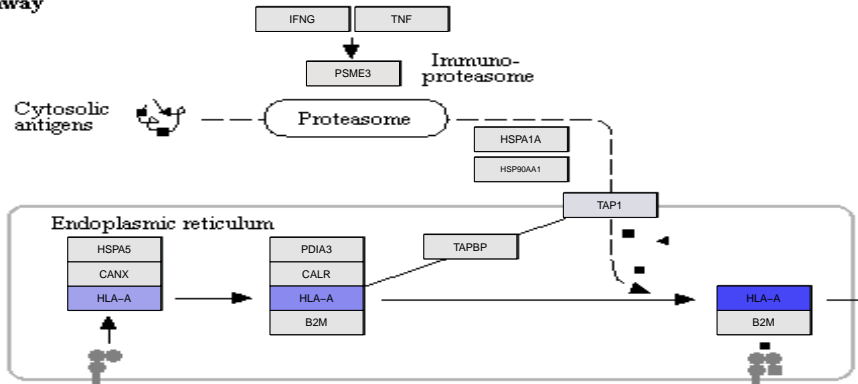 IFNG TNF
PSME3
Immuno-
proteasome
Cytosolic
antigens
Proteasome
HSPA1A
HSP90AA1
TAP1
Endoplasmic reticulum
HSPA5
CANX
HLA−A
PDIA3
CALR
HLA−A
B2M
TAPBP
HLA−A
B2M